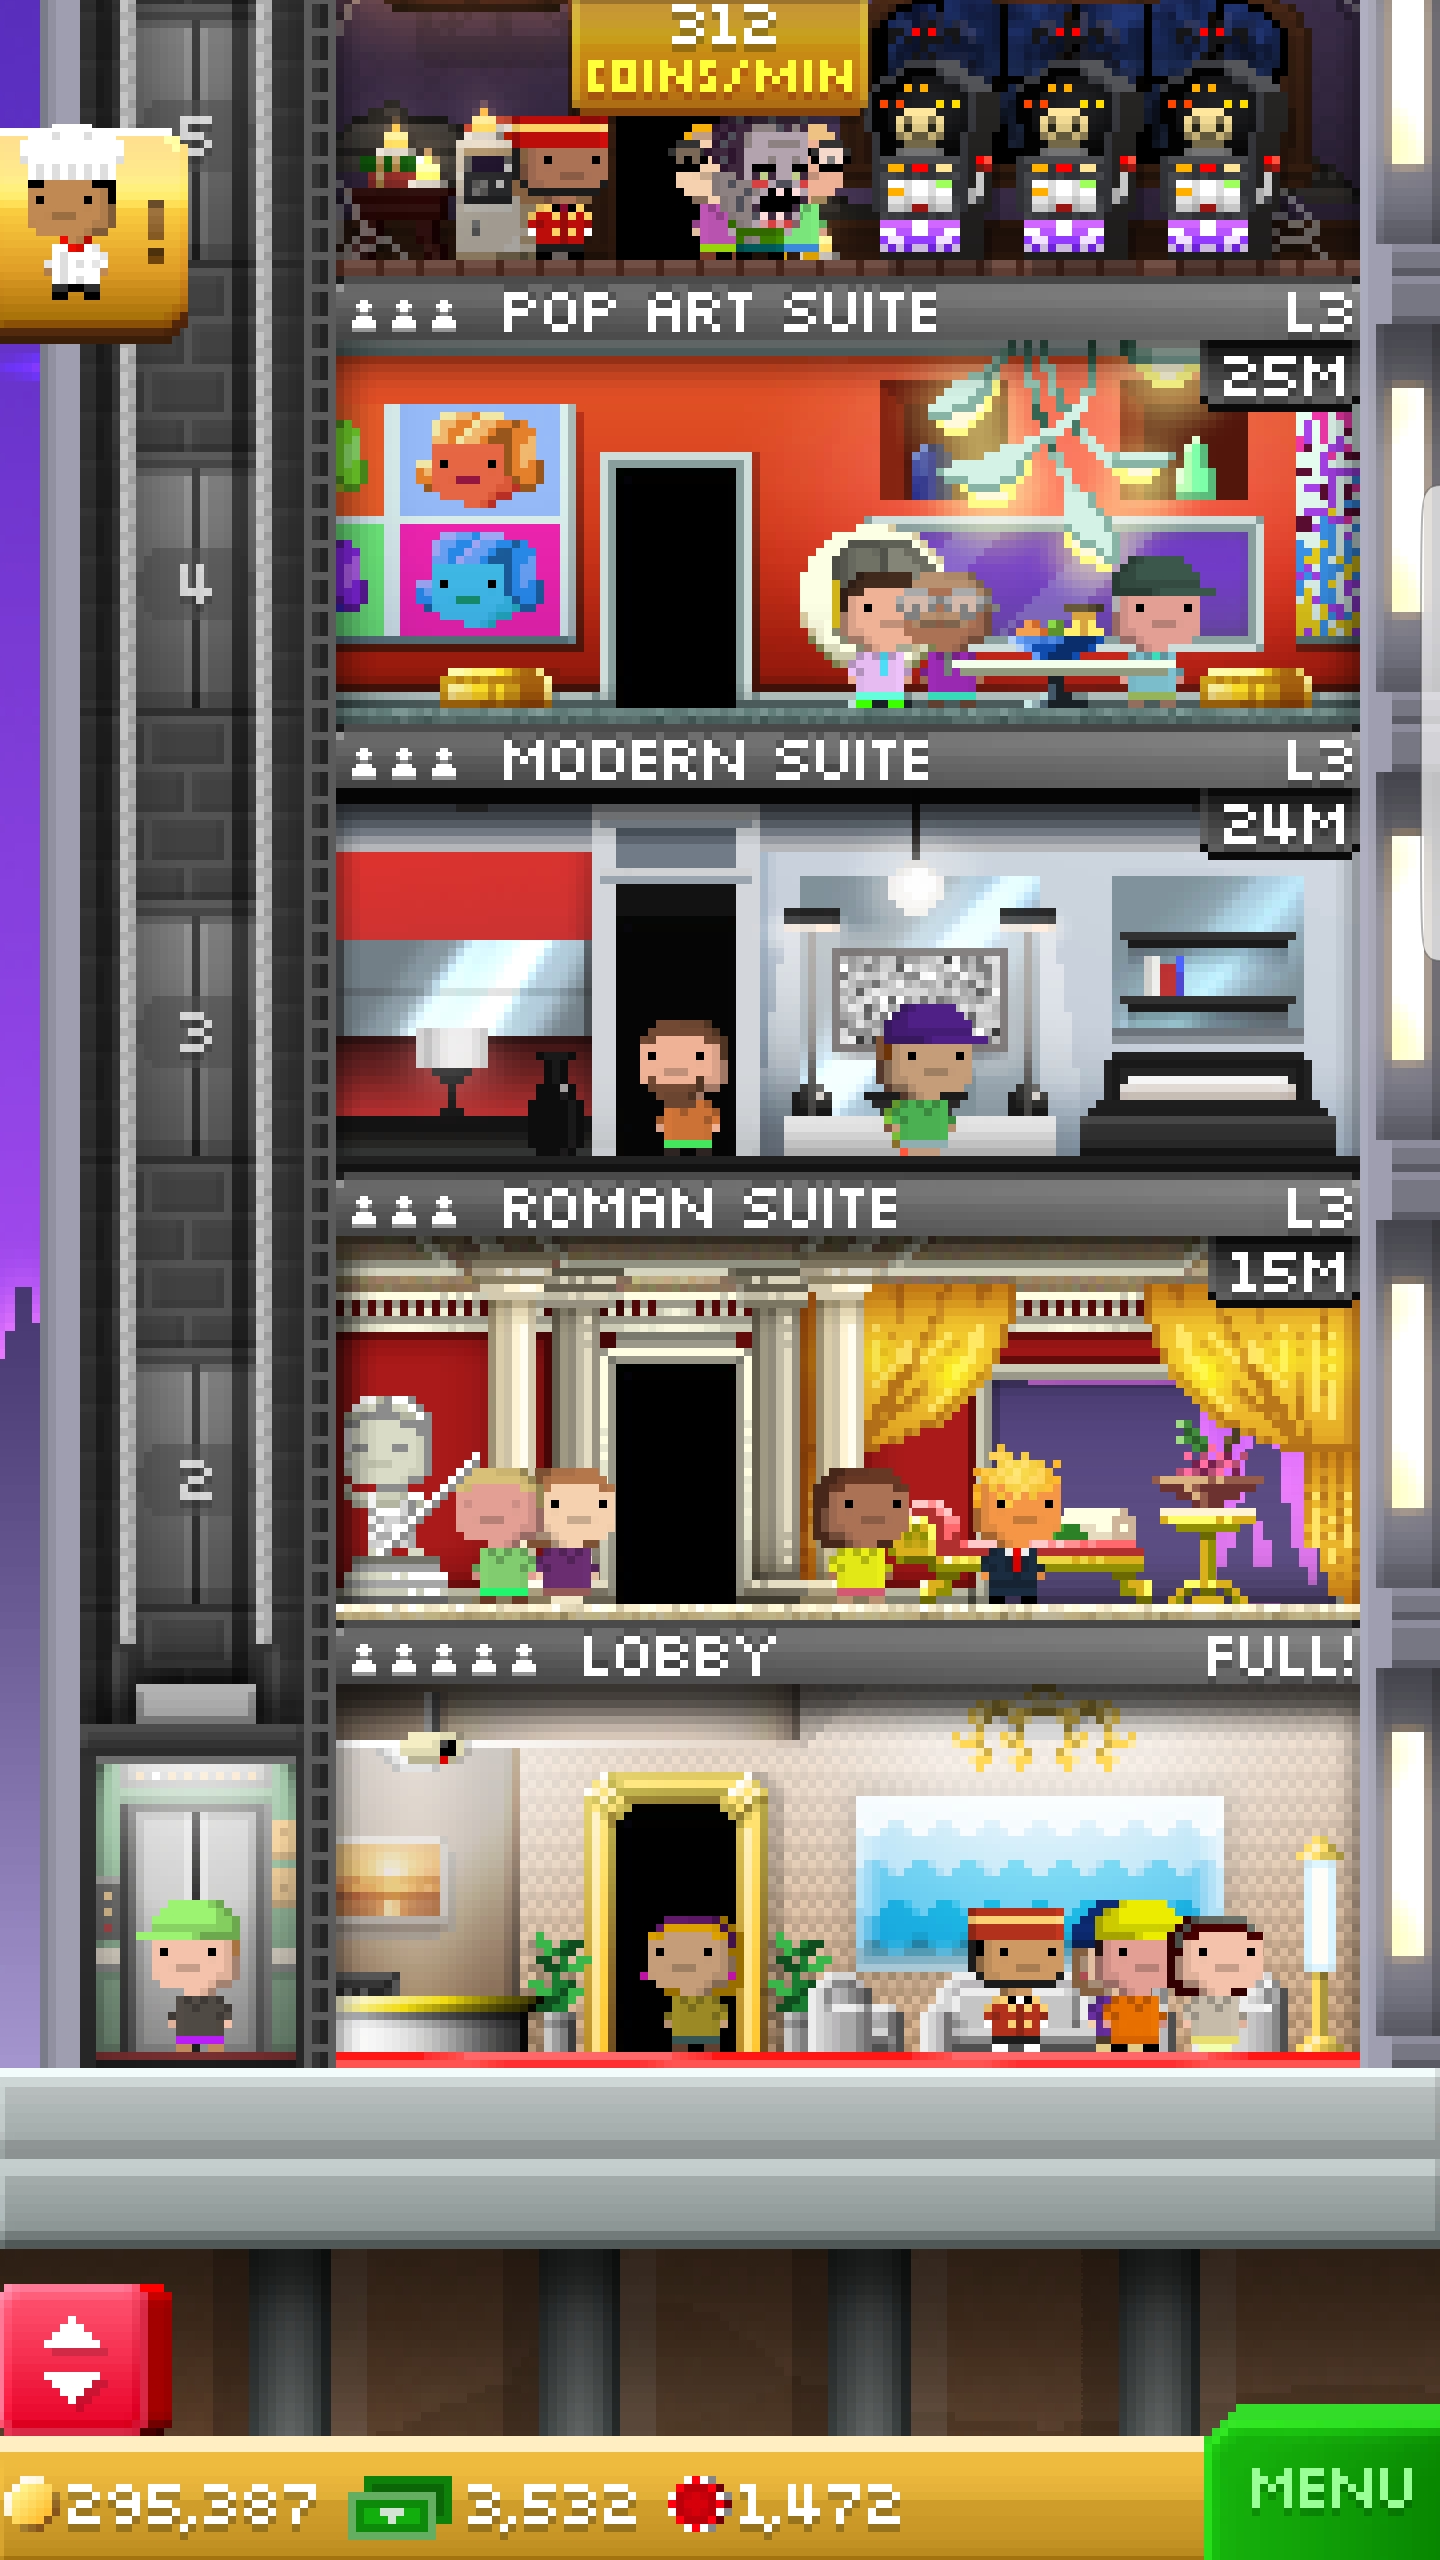 312
COINS/MIN
5
!
POP ART SUITE L3
25M
4
MODERN SUITE L3
24M
3
ROMAN SUITE L3
15M
2
LOBBY FULL!
MENU
295,387 3,532 1,472